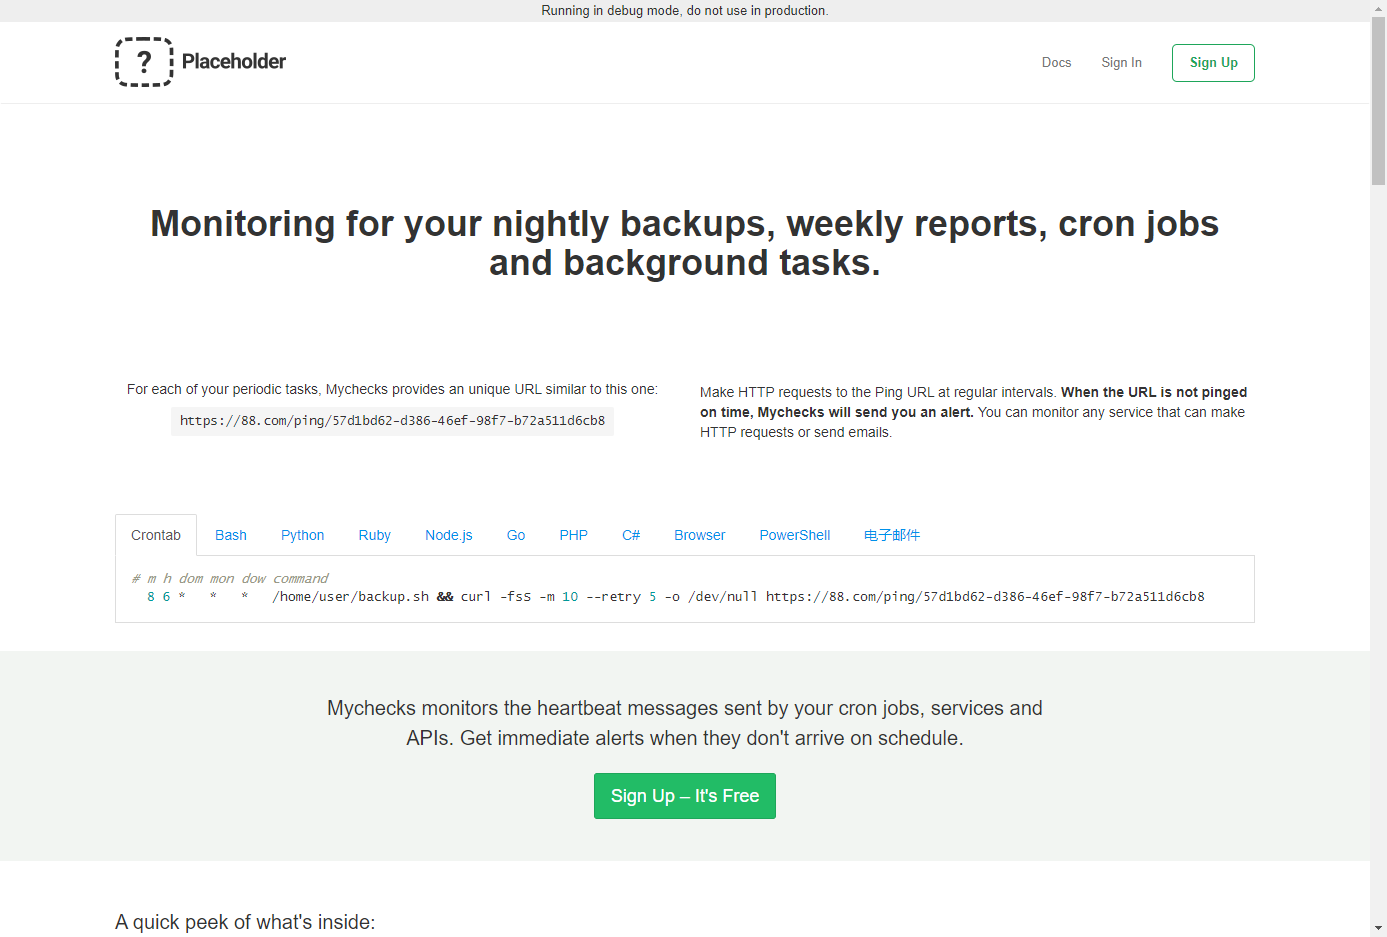 Running in debug mode, do not use in production.
? Placeholder
Docs
Sign In
Sign Up
Monitoring for your nightly backups, weekly reports, cron jobs
and background tasks.
For each of your periodic tasks, Mychecks provides an unique URL similar to this one:
https://88.com/ping/57d1bd62-d386-46ef-98f7-b72a511d6cb8
Make HTTP requests to the Ping URL at regular intervals. When the URL is not pinged
on time, Mychecks will send you an alert. You can monitor any service that can make
HTTP requests or send emails.
Crontab
Bash
Python
Ruby
Node.js
Go
PHP
C#
Browser
PowerShell
电子邮件
# m h dom mon dow command
8 6 * * * /home/user/backup.sh && curl -fss -m 10 --retry 5 -o /dev/null https://88.com/ping/57d1bd62-d386-46ef-98f7-b72a511d6cb8
Mychecks monitors the heartbeat messages sent by your cron jobs, services and
APIs. Get immediate alerts when they don't arrive on schedule.
Sign Up – It's Free
A quick peek of what's inside: